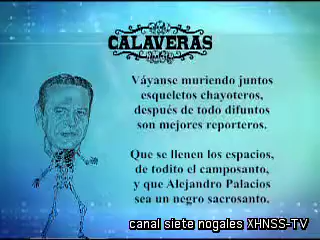 CALAVERAS
Váyanse muriendo juntos
esqueletos chayoteros,
después de todo difuntos
son mejores reporteros.
Que se llenen los espacios,
de todito el camposanto,
y que Alejandro Palacios
sea un negro sacrosanto.
canal siete nogales XHNSS-TV